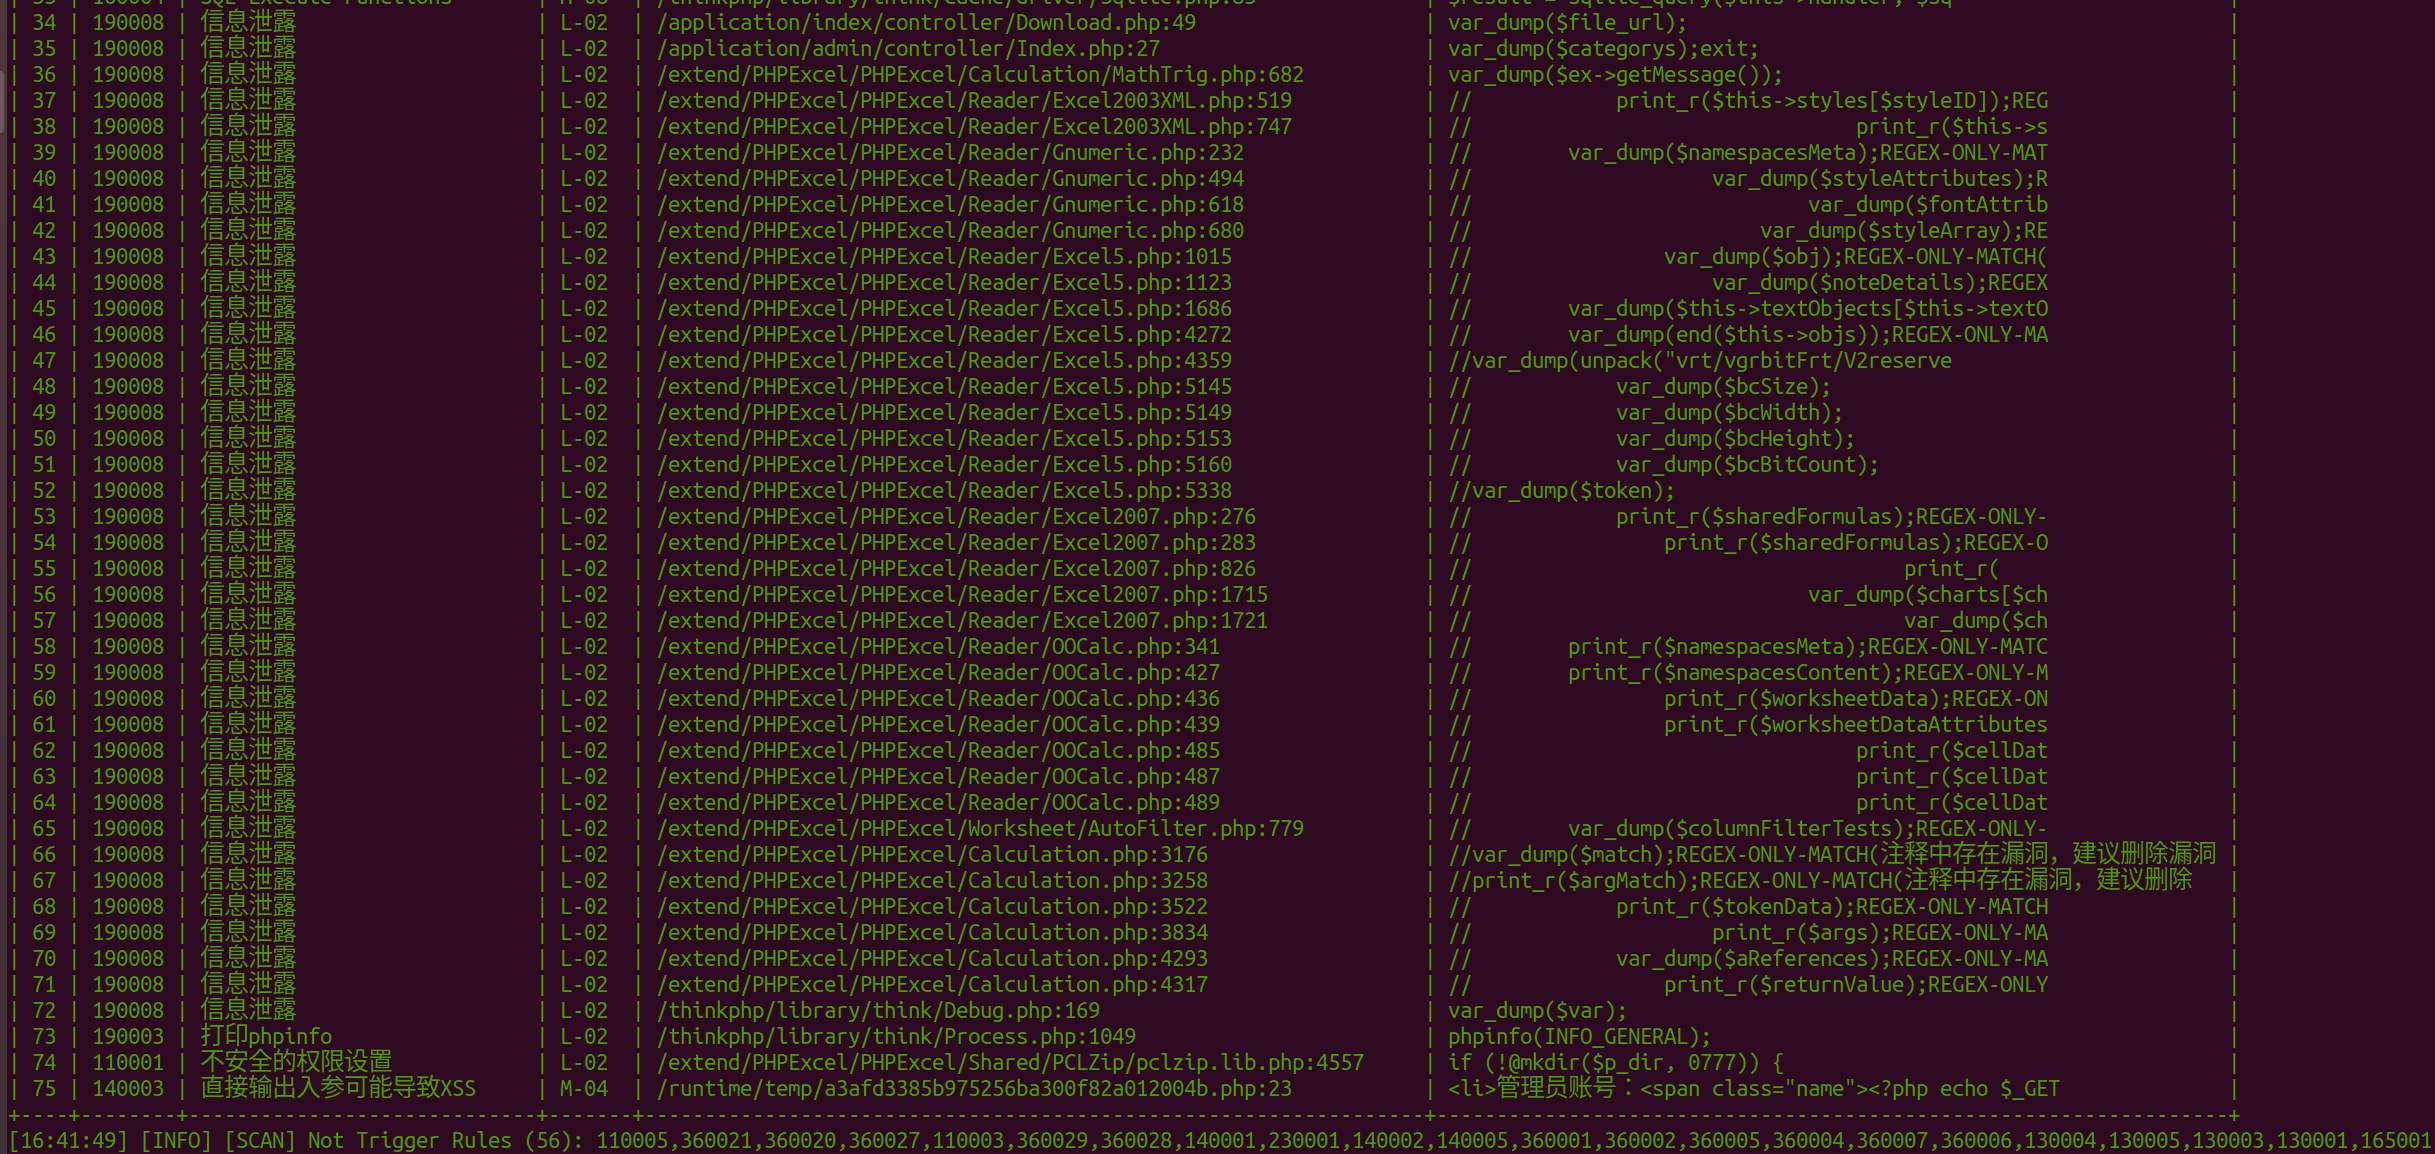 | 34 | 190008 | 信息泄露 | L-02 | /application/index/controller/Download.php:49 | var_dump($file_url); |
| 35 | 190008 | 信息泄露 | L-02 | /application/admin/controller/Index.php:27 | var_dump($categorys);exit; |
| 36 | 190008 | 信息泄露 | L-02 | /extend/PHPExcel/PHPExcel/Calculation/MathTrig.php:682 | var_dump($ex->getMessage()); |
| 37 | 190008 | 信息泄露 | L-02 | /extend/PHPExcel/PHPExcel/Reader/Excel2003XML.php:519 | // print_r($this->styles[$styleID]);REG |
| 38 | 190008 | 信息泄露 | L-02 | /extend/PHPExcel/PHPExcel/Reader/Excel2003XML.php:747 | // print_r($this->s |
| 39 | 190008 | 信息泄露 | L-02 | /extend/PHPExcel/PHPExcel/Reader/Gnumeric.php:232 | // var_dump($namespacesMeta);REGEX-ONLY-MAT |
| 40 | 190008 | 信息泄露 | L-02 | /extend/PHPExcel/PHPExcel/Reader/Gnumeric.php:494 | // var_dump($styleAttributes);R |
| 41 | 190008 | 信息泄露 | L-02 | /extend/PHPExcel/PHPExcel/Reader/Gnumeric.php:618 | // var_dump($fontAttrib |
| 42 | 190008 | 信息泄露 | L-02 | /extend/PHPExcel/PHPExcel/Reader/Gnumeric.php:680 | // var_dump($styleArray);RE |
| 43 | 190008 | 信息泄露 | L-02 | /extend/PHPExcel/PHPExcel/Reader/Excel5.php:1015 | // var_dump($obj);REGEX-ONLY-MATCH( |
| 44 | 190008 | 信息泄露 | L-02 | /extend/PHPExcel/PHPExcel/Reader/Excel5.php:1123 | // var_dump($noteDetails);REGEX |
| 45 | 190008 | 信息泄露 | L-02 | /extend/PHPExcel/PHPExcel/Reader/Excel5.php:1686 | // var_dump($this->textObjects[$this->textO |
| 46 | 190008 | 信息泄露 | L-02 | /extend/PHPExcel/PHPExcel/Reader/Excel5.php:4272 | // var_dump(end($this->objs));REGEX-ONLY-MA |
| 47 | 190008 | 信息泄露 | L-02 | /extend/PHPExcel/PHPExcel/Reader/Excel5.php:4359 | //var_dump(unpack("vrt/vgrbitFrt/V2reserve |
| 48 | 190008 | 信息泄露 | L-02 | /extend/PHPExcel/PHPExcel/Reader/Excel5.php:5145 | // var_dump($bcSize); |
| 49 | 190008 | 信息泄露 | L-02 | /extend/PHPExcel/PHPExcel/Reader/Excel5.php:5149 | // var_dump($bcWidth); |
| 50 | 190008 | 信息泄露 | L-02 | /extend/PHPExcel/PHPExcel/Reader/Excel5.php:5153 | // var_dump($bcHeight); |
| 51 | 190008 | 信息泄露 | L-02 | /extend/PHPExcel/PHPExcel/Reader/Excel5.php:5160 | // var_dump($bcBitCount); |
| 52 | 190008 | 信息泄露 | L-02 | /extend/PHPExcel/PHPExcel/Reader/Excel5.php:5338 | //var_dump($token); |
| 53 | 190008 | 信息泄露 | L-02 | /extend/PHPExcel/PHPExcel/Reader/Excel2007.php:276 | // print_r($sharedFormulas);REGEX-ONLY- |
| 54 | 190008 | 信息泄露 | L-02 | /extend/PHPExcel/PHPExcel/Reader/Excel2007.php:283 | // print_r($sharedFormulas);REGEX-O |
| 55 | 190008 | 信息泄露 | L-02 | /extend/PHPExcel/PHPExcel/Reader/Excel2007.php:826 | // print_r( |
| 56 | 190008 | 信息泄露 | L-02 | /extend/PHPExcel/PHPExcel/Reader/Excel2007.php:1715 | // var_dump($charts[$ch |
| 57 | 190008 | 信息泄露 | L-02 | /extend/PHPExcel/PHPExcel/Reader/Excel2007.php:1721 | // var_dump($ch |
| 58 | 190008 | 信息泄露 | L-02 | /extend/PHPExcel/PHPExcel/Reader/OOCalc.php:341 | // print_r($namespacesMeta);REGEX-ONLY-MATC |
| 59 | 190008 | 信息泄露 | L-02 | /extend/PHPExcel/PHPExcel/Reader/OOCalc.php:427 | // print_r($namespacesContent);REGEX-ONLY-M |
| 60 | 190008 | 信息泄露 | L-02 | /extend/PHPExcel/PHPExcel/Reader/OOCalc.php:436 | // print_r($worksheetData);REGEX-ON |
| 61 | 190008 | 信息泄露 | L-02 | /extend/PHPExcel/PHPExcel/Reader/OOCalc.php:439 | // print_r($worksheetDataAttributes |
| 62 | 190008 | 信息泄露 | L-02 | /extend/PHPExcel/PHPExcel/Reader/OOCalc.php:485 | // print_r($cellDat |
| 63 | 190008 | 信息泄露 | L-02 | /extend/PHPExcel/PHPExcel/Reader/OOCalc.php:487 | // print_r($cellDat |
| 64 | 190008 | 信息泄露 | L-02 | /extend/PHPExcel/PHPExcel/Reader/OOCalc.php:489 | // print_r($cellDat |
| 65 | 190008 | 信息泄露 | L-02 | /extend/PHPExcel/PHPExcel/Worksheet/AutoFilter.php:779 | // var_dump($columnFilterTests);REGEX-ONLY- |
| 66 | 190008 | 信息泄露 | L-02 | /extend/PHPExcel/PHPExcel/Calculation.php:3176 | //var_dump($match);REGEX-ONLY-MATCH(注释中存在漏洞，建议删除漏洞 |
| 67 | 190008 | 信息泄露 | L-02 | /extend/PHPExcel/PHPExcel/Calculation.php:3258 | //print_r($argMatch);REGEX-ONLY-MATCH(注释中存在漏洞，建议删除 |
| 68 | 190008 | 信息泄露 | L-02 | /extend/PHPExcel/PHPExcel/Calculation.php:3522 | // print_r($tokenData);REGEX-ONLY-MATCH |
| 69 | 190008 | 信息泄露 | L-02 | /extend/PHPExcel/PHPExcel/Calculation.php:3834 | // print_r($args);REGEX-ONLY-MA |
| 70 | 190008 | 信息泄露 | L-02 | /extend/PHPExcel/PHPExcel/Calculation.php:4293 | // var_dump($aReferences);REGEX-ONLY-MA |
| 71 | 190008 | 信息泄露 | L-02 | /extend/PHPExcel/PHPExcel/Calculation.php:4317 | // print_r($returnValue);REGEX-ONLY |
| 72 | 190008 | 信息泄露 | L-02 | /thinkphp/library/think/Debug.php:169 | var_dump($var); |
| 73 | 190003 | 打印phpinfo | L-02 | /thinkphp/library/think/Process.php:1049 | phpinfo(INFO_GENERAL); |
| 74 | 110001 | 不安全的权限设置 | L-02 | /extend/PHPExcel/PHPExcel/Shared/PCLZip/pclzip.lib.php:4557 | if (!@mkdir($p_dir, 0777)) { |
| 75 | 140003 | 直接输出入参可能导致XSS | M-04 | /runtime/temp/a3afd3385b975256ba300f82a012004b.php:23 | <li>管理员账号：<span class="name"><?php echo $_GET |
[16:41:49] [INFO] [SCAN] Not Trigger Rules (56): 110005,360021,360020,360027,110003,360029,360028,140001,230001,140002,140005,360001,360002,360005,360004,360007,360006,130004,130005,130003,130001,165001